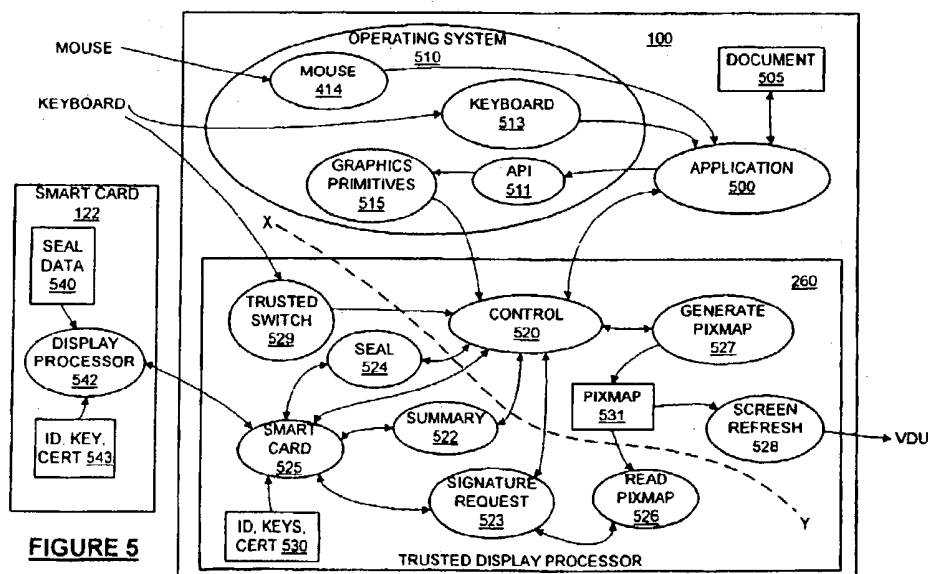 OPERATING SYSTEM
510
100
MOUSE
MOUSE
414
DOCUMENT
505
KEYBOARD
KEYBOARD
513
GRAPHICS
PRIMITIVES
515
API
511
APPLICATION
500
SMART CARD
122
X
SEAL
DATA
540
260
TRUSTED
SWITCH
529
CONTROL
520
GENERATE
PIXMAP
527
DISPLAY
PROCESSOR
542
SEAL
524
PIXMAP
531
SCREEN
REFRESH
528
VDU
SUMMARY
522
SMART
CARD
525
ID, KEY,
CERT 543
SIGNATURE
REQUEST
523
READ
PIXMAP
526
Y
ID, KEYS,
CERT 530
FIGURE 5
TRUSTED DISPLAY PROCESSOR